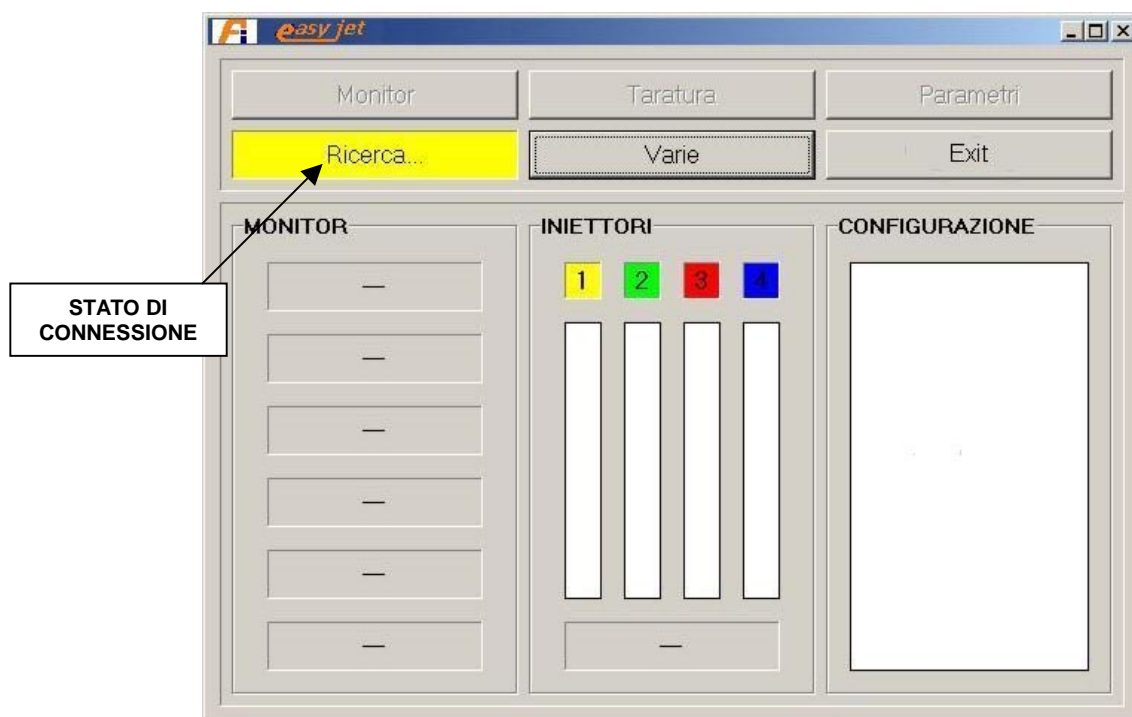 easy jet
Monitor Taratura Parametri
Ricerca... Varie Exit
MONITOR INIETTORI CONFIGURAZIONE
1 2 3 4
STATO DI
CONNESSIONE
—
—
—
—
—
— —